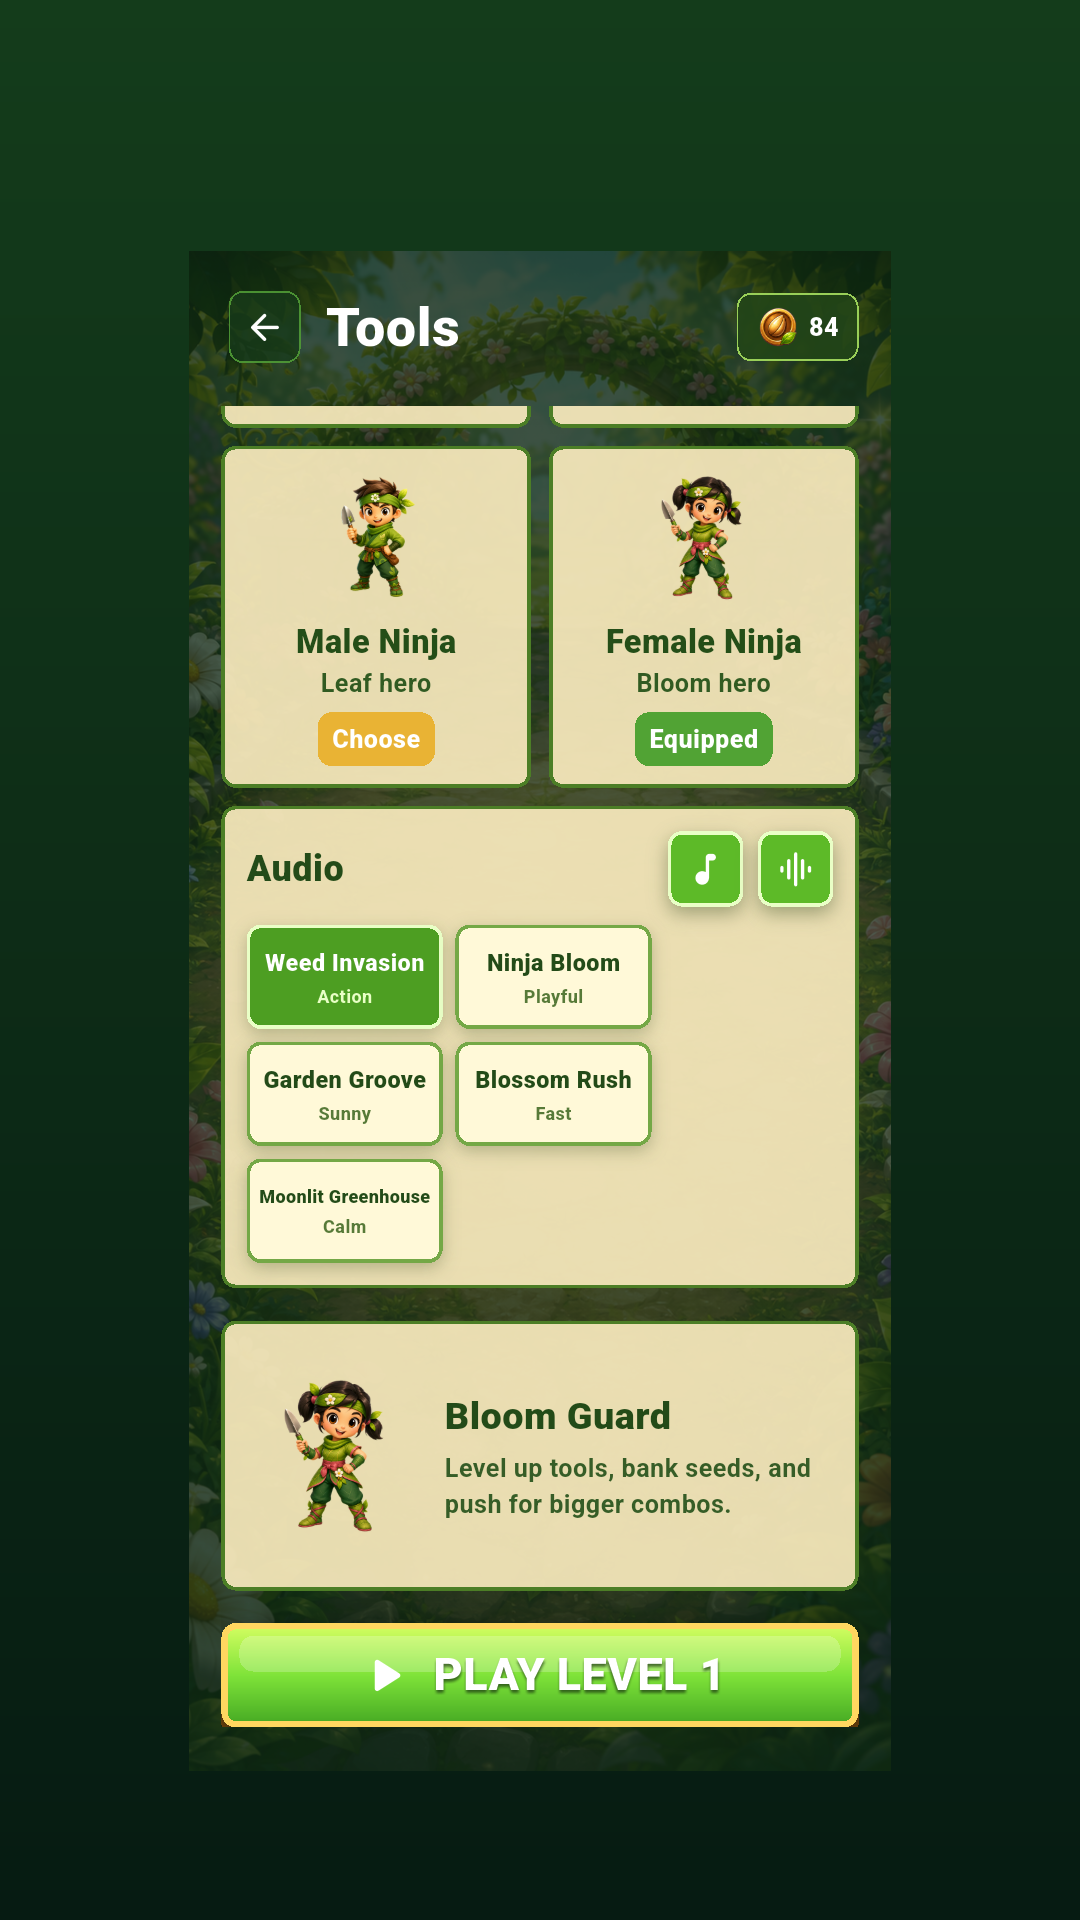 Tools
84
Male Ninja
Leaf hero
Choose
Female Ninja
Bloom hero
Equipped
Audio
Weed Invasion
Action
Ninja Bloom
Playful
Garden Groove
Sunny
Blossom Rush
Fast
Moonlit Greenhouse
Calm
Bloom Guard
Level up tools, bank seeds, and
push for bigger combos.
PLAY LEVEL 1